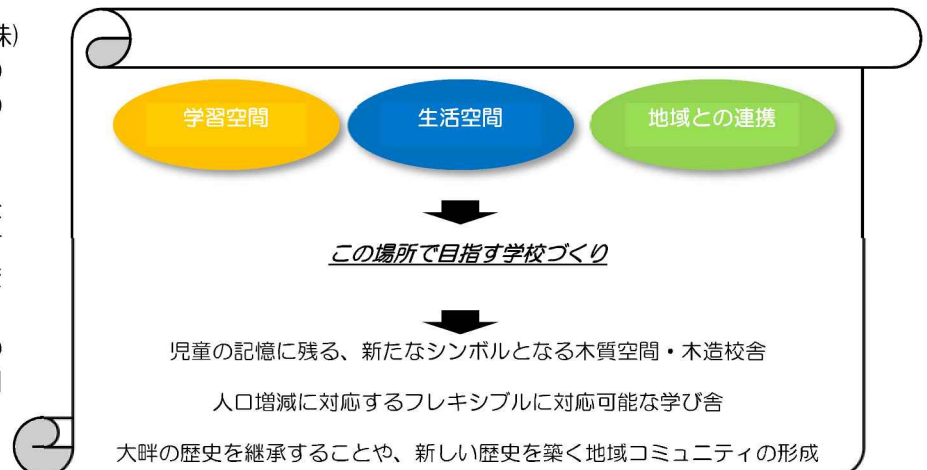 株)
学習空間
生活空間
地域との連携
この場所で目指す学校づくり
児童の記憶に残る、新たなシンボルとなる木質空間・木造校舎
人口増減に対応するフレキシブルに対応可能な学び舎
大畔の歴史を継承することや、新しい歴史を築く地域コミュニティの形成